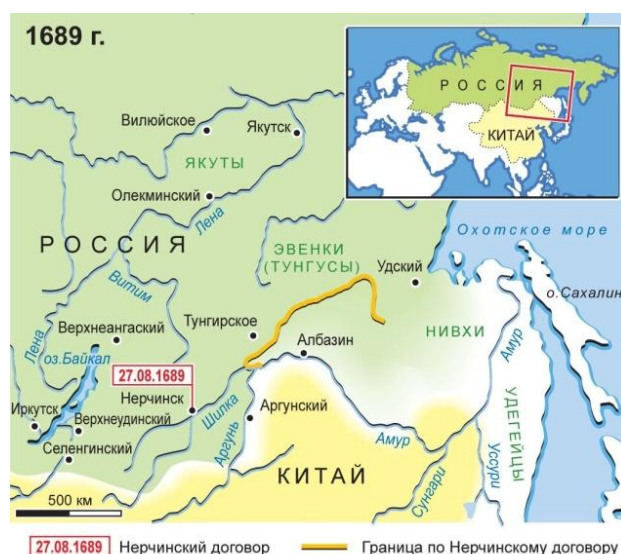 1689 г.
РОССИЯ
КИТАЙ
Вилюйское
Якутск
ЯКУТЫ
Олекминский
Лена
РОССИЯ
ЭВЕНКИ
(ТУНГУСЫ)
Удский
Охотское море
о.Сахалин
Витим
Лена
Верхнеангаский
Тунгирское
оз.Байкал
27.08.1689
Албазин
НИВХИ
Амур
Нерчинск
Иркутск
Верхнеудинский
Шилка
Аргунский
УДЕГЕЙЦЫ
Селенгинский
Аргунь
Амур
Уссури
Сунгари
КИТАЙ
500 км
27.08.1689 Нерчинский договор
Граница по Нерчинскому договору